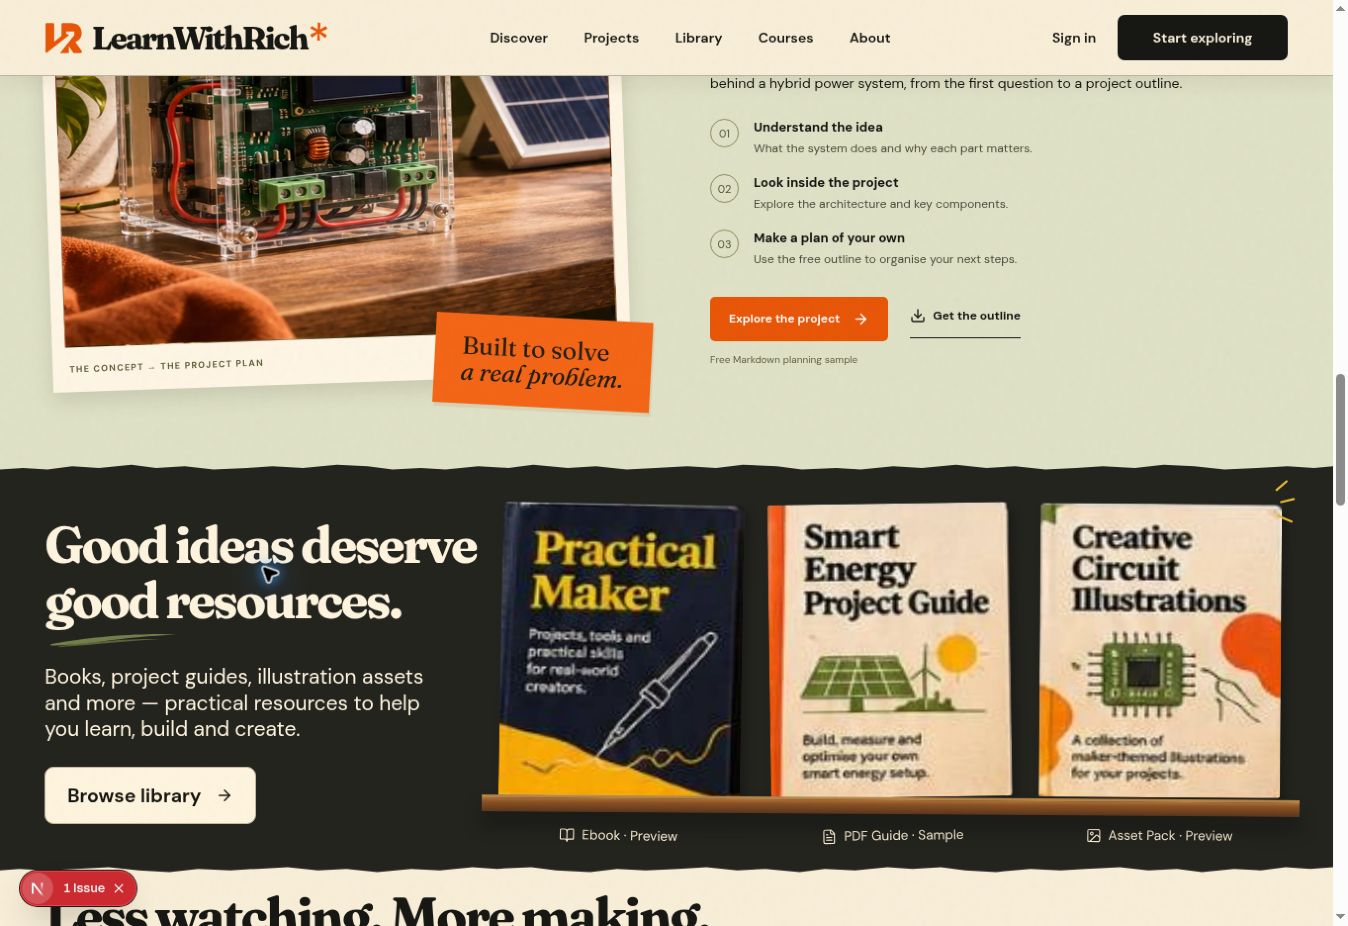 LearnWithRich*
Discover
Projects
Library
Courses
About
Sign in
Start exploring
behind a hybrid power system, from the first question to a project outline.
01
Understand the idea
What the system does and why each part matters.
02
Look inside the project
Explore the architecture and key components.
03
Make a plan of your own
Use the free outline to organise your next steps.
Explore the project →
Get the outline
Free Markdown planning sample
THE CONCEPT → THE PROJECT PLAN
Built to solve
a real problem.
Good ideas deserve
good resources.
Books, project guides, illustration assets
and more — practical resources to help
you learn, build and create.
Browse library →
Practical
Maker
Projects, tools and
practical skills
for real-world
creators.
Smart
Energy
Project Guide
Build, measure and
optimise your own
smart energy setup.
Creative
Circuit
Illustrations
A collection of
maker-themed illustrations
for your projects.
Ebook · Preview
PDF Guide · Sample
Asset Pack · Preview
N 1 Issue ×
Less watching. More making.